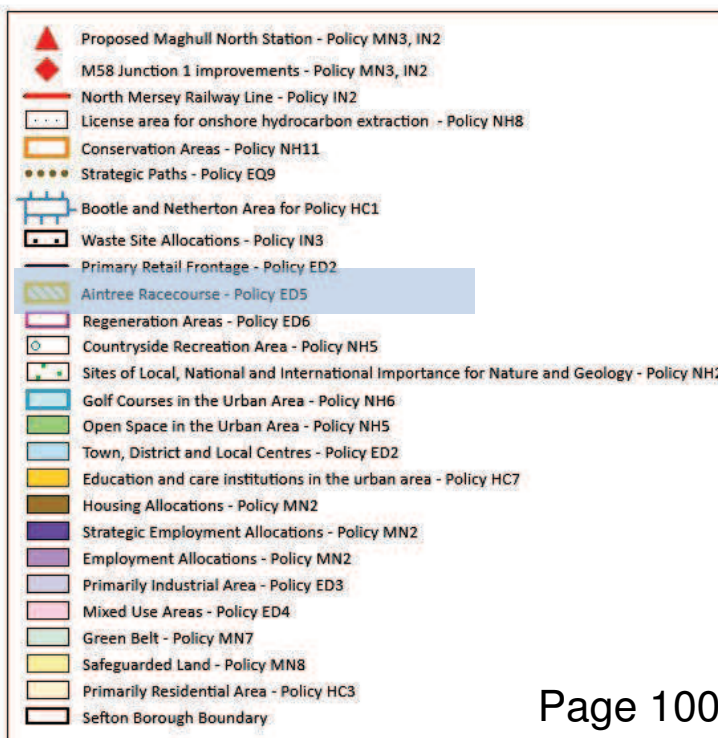 Proposed Maghull North Station - Policy MN3, IN2
M58 Junction 1 improvements - Policy MN3, IN2
North Mersey Railway Line - Policy IN2
License area for onshore hydrocarbon extraction - Policy NH8
Conservation Areas - Policy NH11
Strategic Paths - Policy EQ9
Bootle and Netherton Area for Policy HC1
Waste Site Allocations - Policy IN3
Primary Retail Frontage - Policy ED2
Aintree Racecourse - Policy ED5
Regeneration Areas - Policy ED6
Countryside Recreation Area - Policy NH5
Sites of Local, National and International Importance for Nature and Geology - Policy NH2
Golf Courses in the Urban Area - Policy NH6
Open Space in the Urban Area - Policy NH5
Town, District and Local Centres - Policy ED2
Education and care institutions in the urban area - Policy HC7
Housing Allocations - Policy MN2
Strategic Employment Allocations - Policy MN2
Employment Allocations - Policy MN2
Primarily Industrial Area - Policy ED3
Mixed Use Areas - Policy ED4
Green Belt - Policy MN7
Safeguarded Land - Policy MN8
Primarily Residential Area - Policy HC3
Sefton Borough Boundary
Page 100